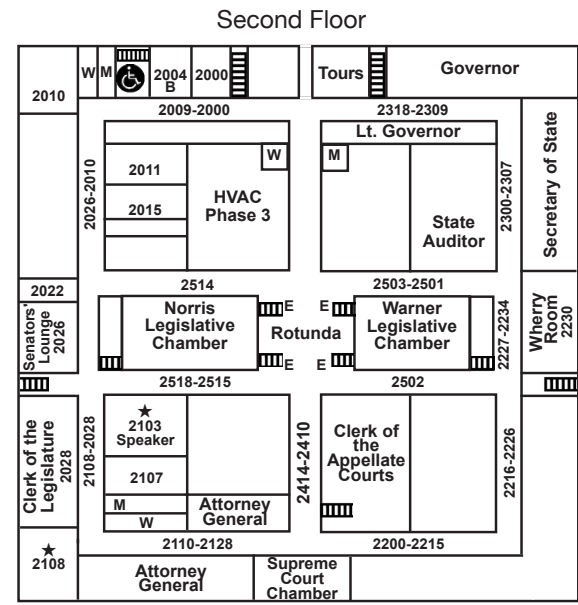 Second Floor
W M
2004
B
2000
Tours
Governor
2010
2009-2000
2318-2309
Lt. Governor
W
M
2026-2010
2011
2015
HVAC
Phase 3
State
Auditor
2300-2307
Secretary of State
2514
2503-2501
2022
Senators'
Lounge
2026
Norris
Legislative
Chamber
E
E
Rotunda
E
E
Warner
Legislative
Chamber
2227-2234
Wherry
Room
2230
2518-2515
2502
Clerk of the
Legislature
2028
2108-2028
★
2103
Speaker
2107
M
W
Attorney
General
2414-2410
Clerk of
the
Appellate
Courts
2216-2226
2110-2128
2200-2215
★
2108
Attorney
General
Supreme
Court
Chamber